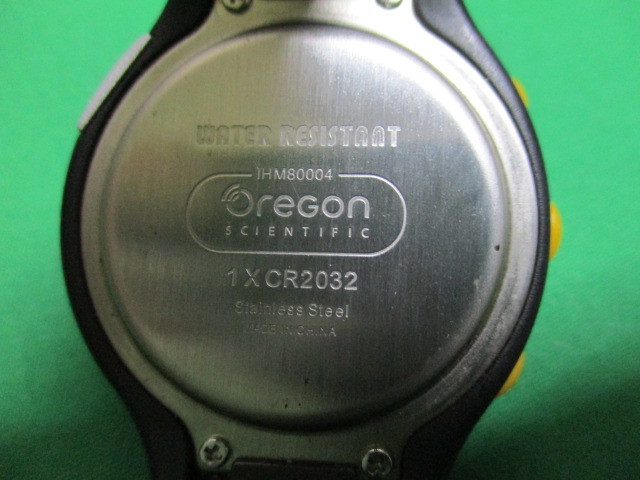 WATER RESISTANT
IHM80004
OREGON
SCIENTIFIC
1 X CR2032
Stainless Steel
MADE IN CHINA